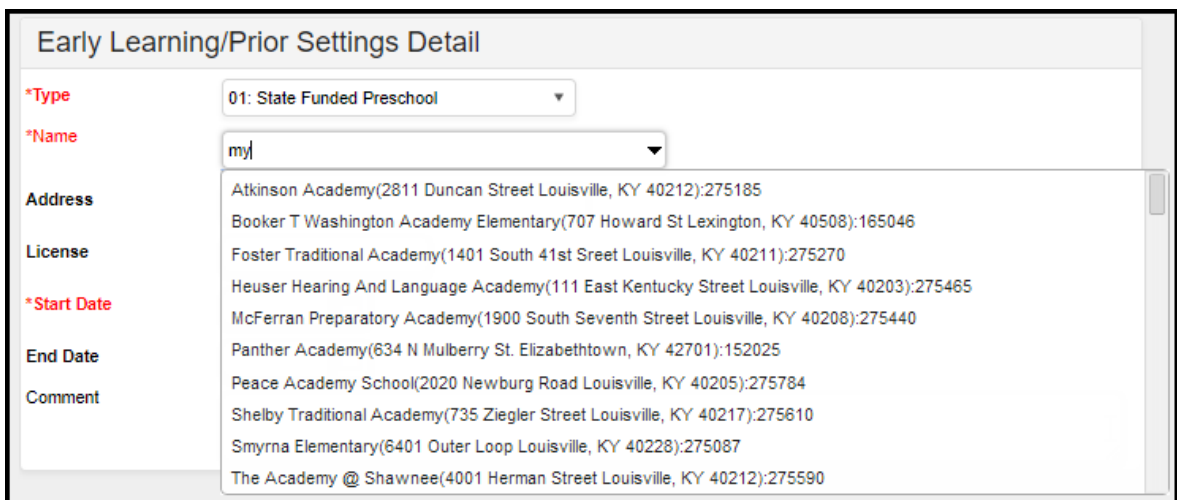 Early Learning/Prior Settings Detail
*Type
01: State Funded Preschool
*Name
my
Address
License
*Start Date
End Date
Comment
Atkinson Academy(2811 Duncan Street Louisville, KY 40212):275185
Booker T Washington Academy Elementary(707 Howard St Lexington, KY 40508):165046
Foster Traditional Academy(1401 South 41st Sreet Louisville, KY 40211):275270
Heuser Hearing And Language Academy(111 East Kentucky Street Louisville, KY 40203):275465
McFerran Preparatory Academy(1900 South Seventh Street Louisville, KY 40208):275440
Panther Academy(634 N Mulberry St. Elizabethtown, KY 42701):152025
Peace Academy School(2020 Newburg Road Louisville, KY 40205):275784
Shelby Traditional Academy(735 Ziegler Street Louisville, KY 40217):275610
Smyrna Elementary(6401 Outer Loop Louisville, KY 40228):275087
The Academy @ Shawnee(4001 Herman Street Louisville, KY 40212):275590